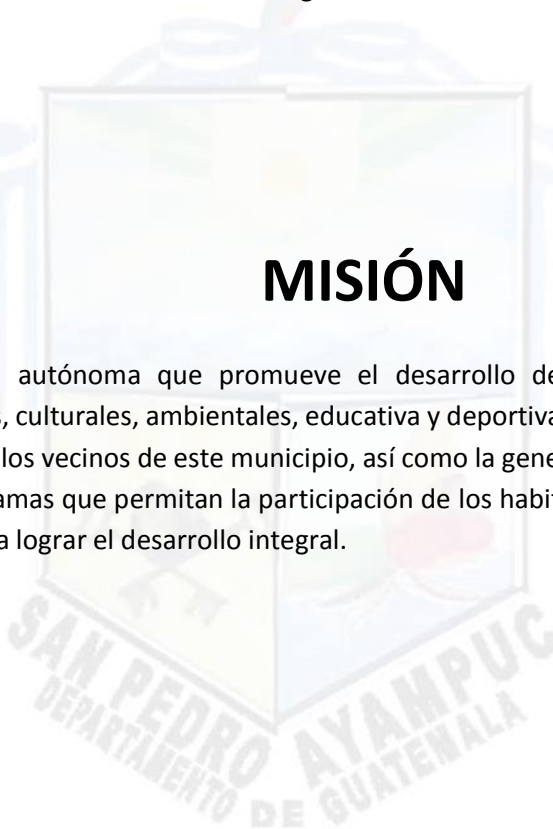 MISIÓN
autónoma que promueve el desarrollo de
, culturales, ambientales, educativa y deportiva
los vecinos de este municipio, así como la gene
amas que permitan la participación de los habi
a lograr el desarrollo integral.
SAN PEDRO AYAMPUC
DEPARTAMENTO DE GUATEMALA